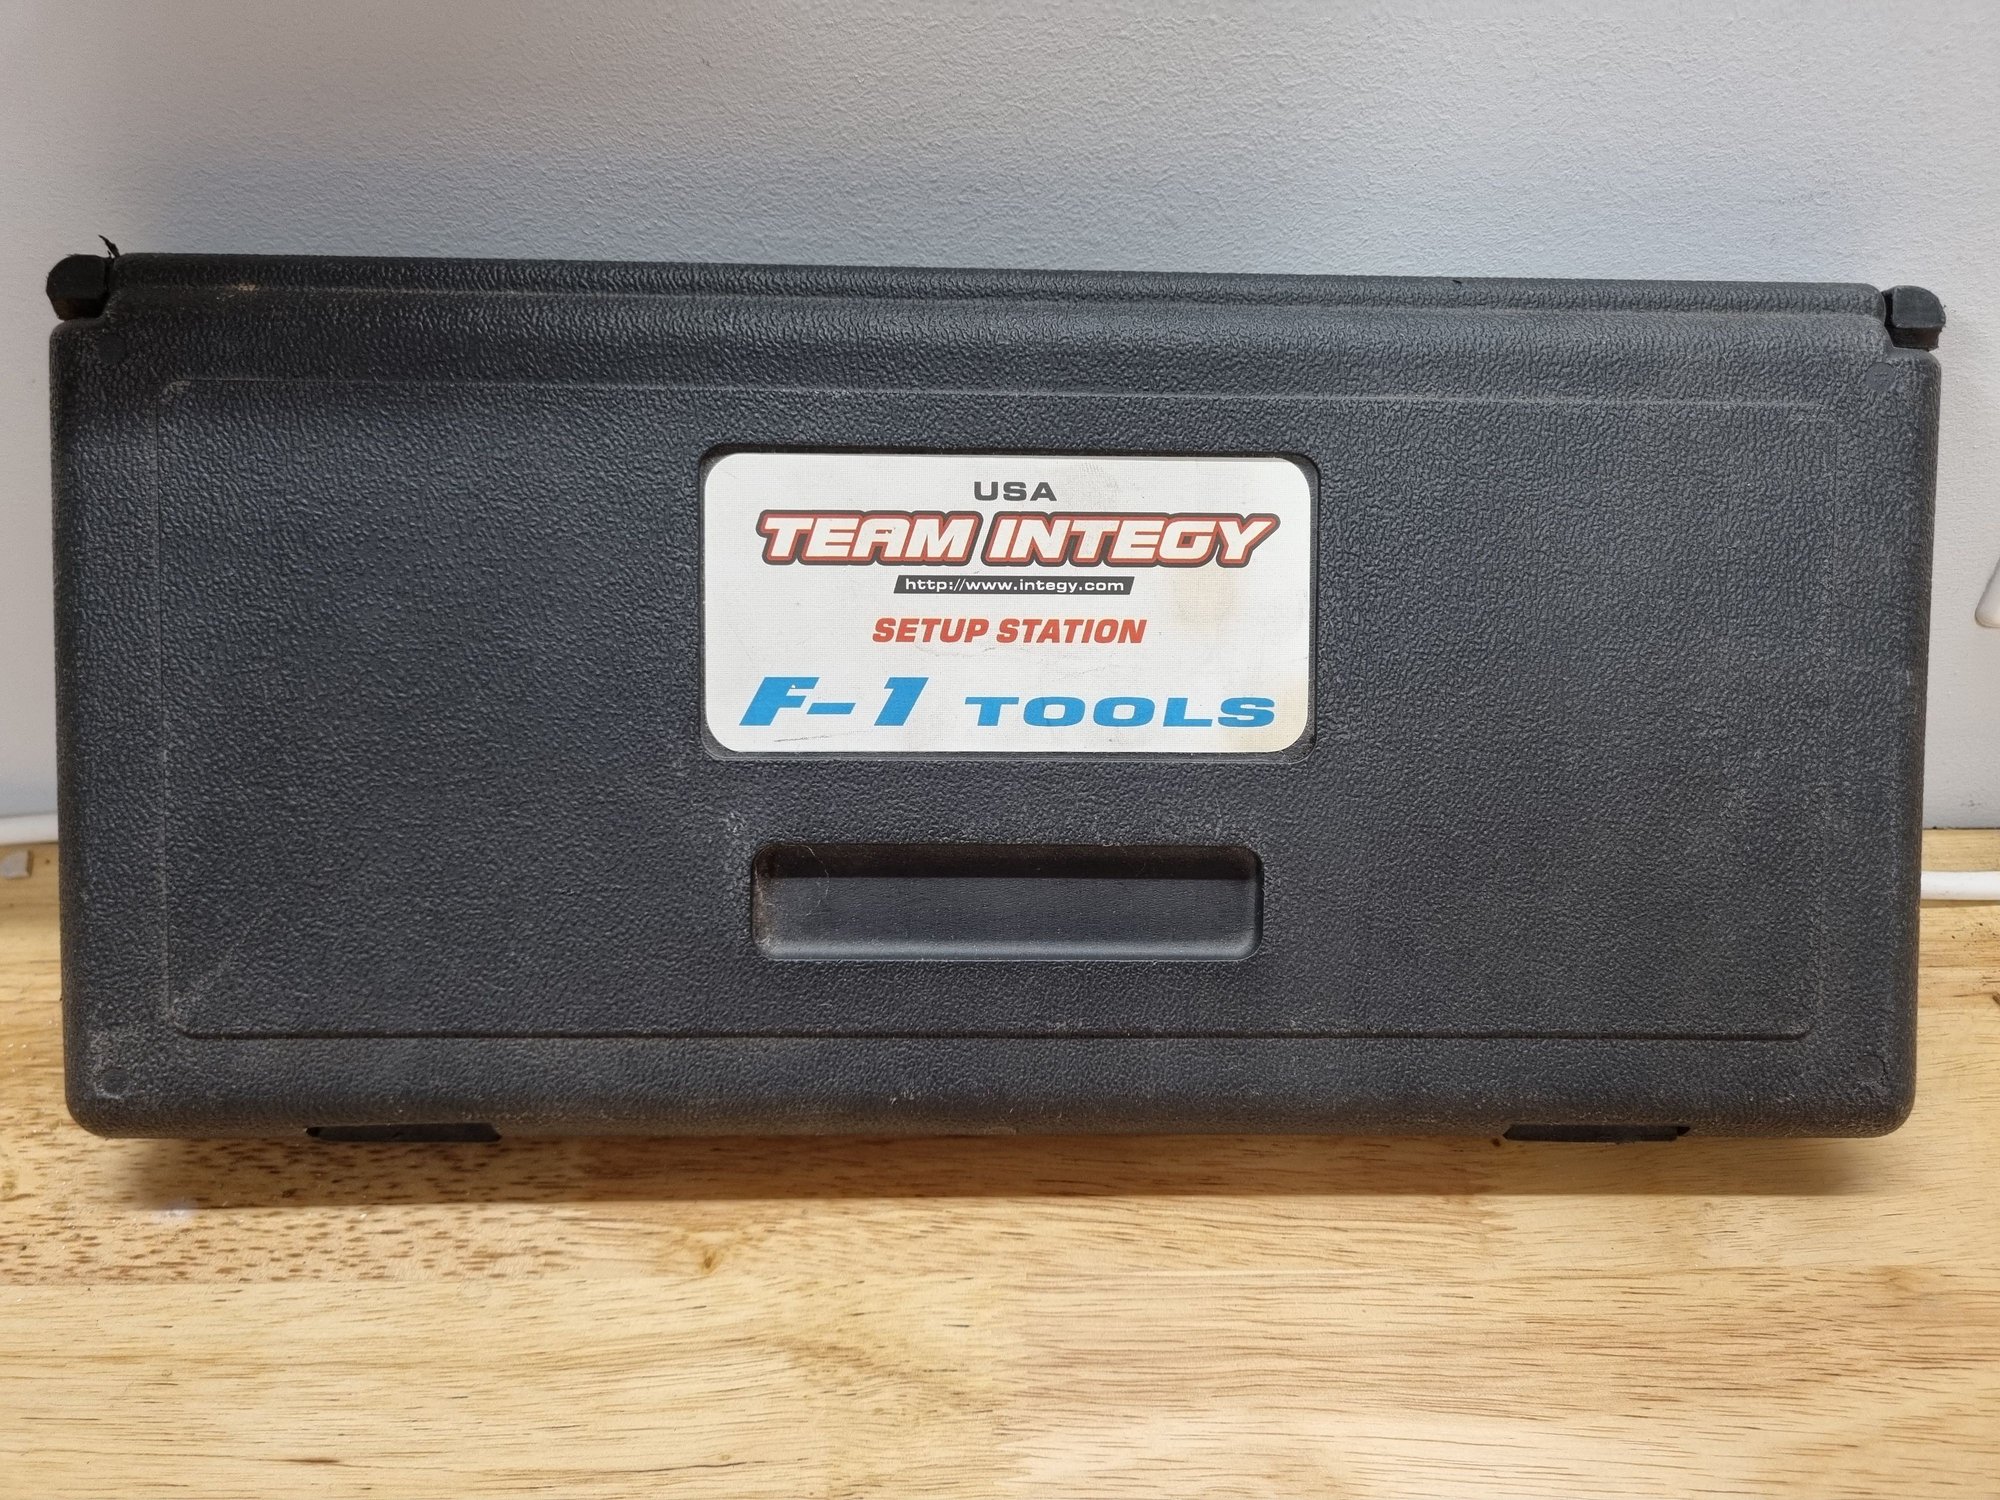 USA
TEAM INTEGY
http://www.integy.com
SETUP STATION
F-1 TOOLS